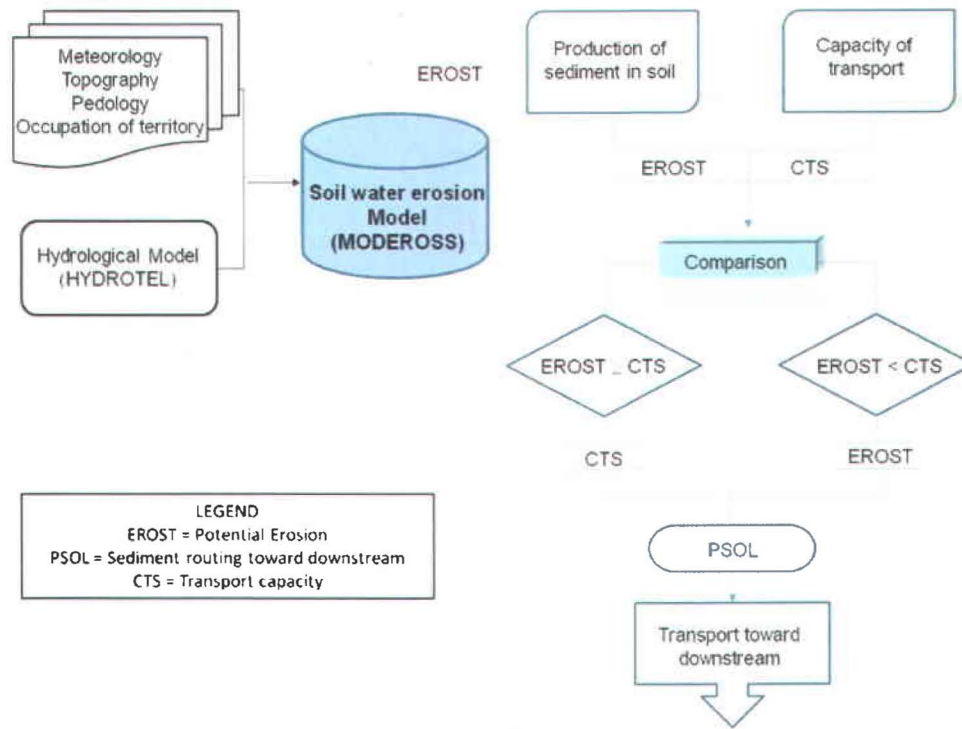 Meteorology
Topography
Pedology
Occupation of territory
Hydrological Model
(HYDROTEL)
EROST
Soil water erosion
Model
(MODEROSS)
Production of
sediment in soil
Capacity of
transport
EROST
CTS
Comparison
EROST _ CTS
EROST < CTS
CTS
EROST
PSOL
Transport toward
downstream
LEGEND
EROST = Potential Erosion
PSOL = Sediment routing toward downstream
CTS = Transport capacity